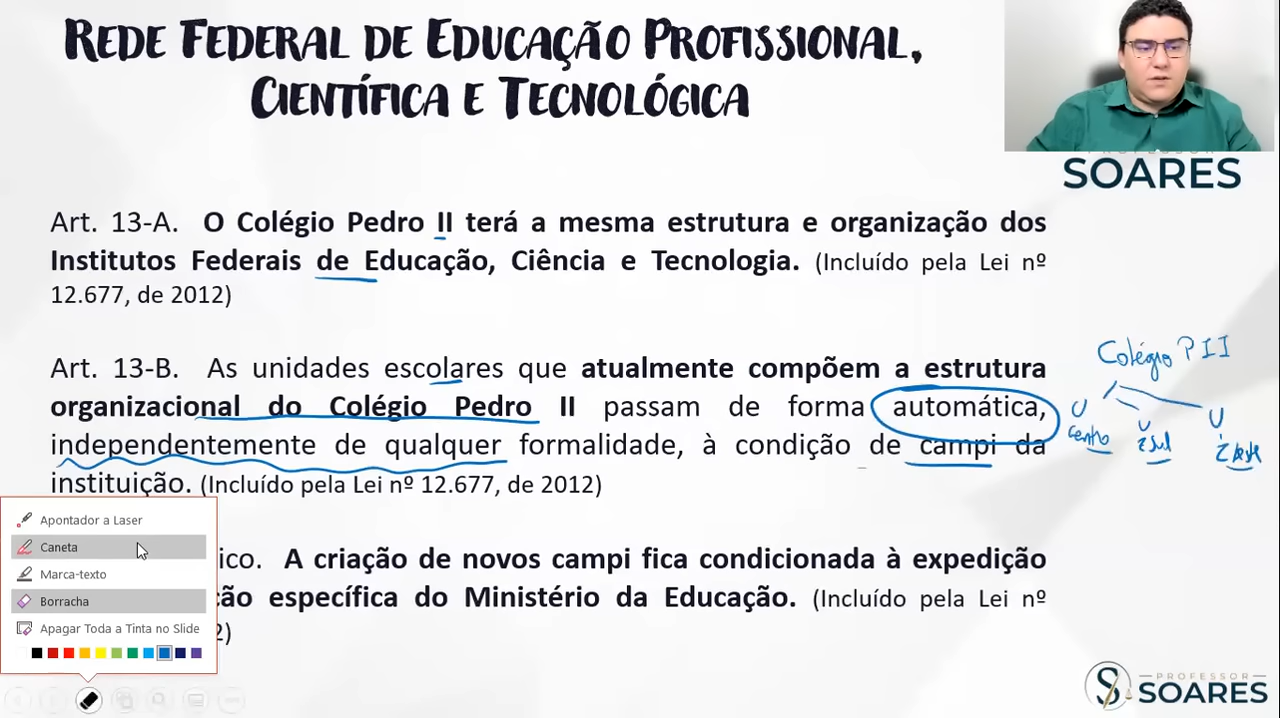 REDE FEDERAL DE EDUCAÇÃO PROFISSIONAL,
CIENTÍFICA E TECNOLÓGICA
PROFESSOR
SOARES
Art. 13-A. O Colégio Pedro II terá a mesma estrutura e organização dos
Institutos Federais de Educação, Ciência e Tecnologia. (Incluído pela Lei nº
12.677, de 2012)
Art. 13-B. As unidades escolares que atualmente compõem a estrutura
organizacional do Colégio Pedro II passam de forma automática,
independentemente de qualquer formalidade, à condição de campi da
instituição. (Incluído pela Lei nº 12.677, de 2012)
Colégio P II
U U U
centro z sul
Apontador a Laser
Caneta
Marca-texto
Borracha
Apagar Toda a Tinta no Slide
ico. A criação de novos campi fica condicionada à expedição
ção específica do Ministério da Educação. (Incluído pela Lei nº
2)
PROFESSOR
SOARES